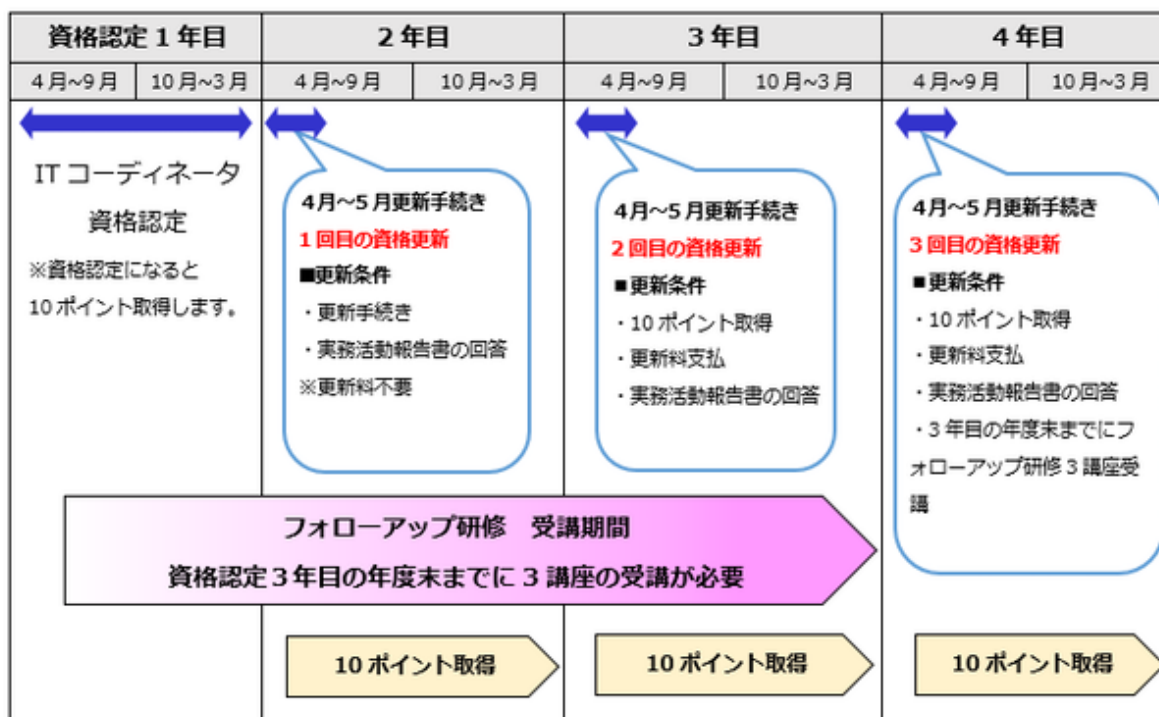 資格認定１年目
２年目
３年目
４年目
４月~９月
１０月~３月
４月~９月
１０月~３月
４月~９月
１０月~３月
４月~９月
１０月~３月
IT コーディネータ
資格認定
※資格認定になると
10 ポイント取得します。
４月～５月更新手続き
１回目の資格更新
■更新条件
・更新手続き
・実務活動報告書の回答
※更新料不要
４月～５月更新手続き
２回目の資格更新
■更新条件
・10 ポイント取得
・更新料支払
・実務活動報告書の回答
４月～５月更新手続き
３回目の資格更新
■更新条件
・10 ポイント取得
・更新料支払
・実務活動報告書の回答
・３年目の年度末までにフ
ォローアップ研修３講座受
講
フォローアップ研修　受講期間
資格認定３年目の年度末までに３講座の受講が必要
10 ポイント取得
10 ポイント取得
10 ポイント取得